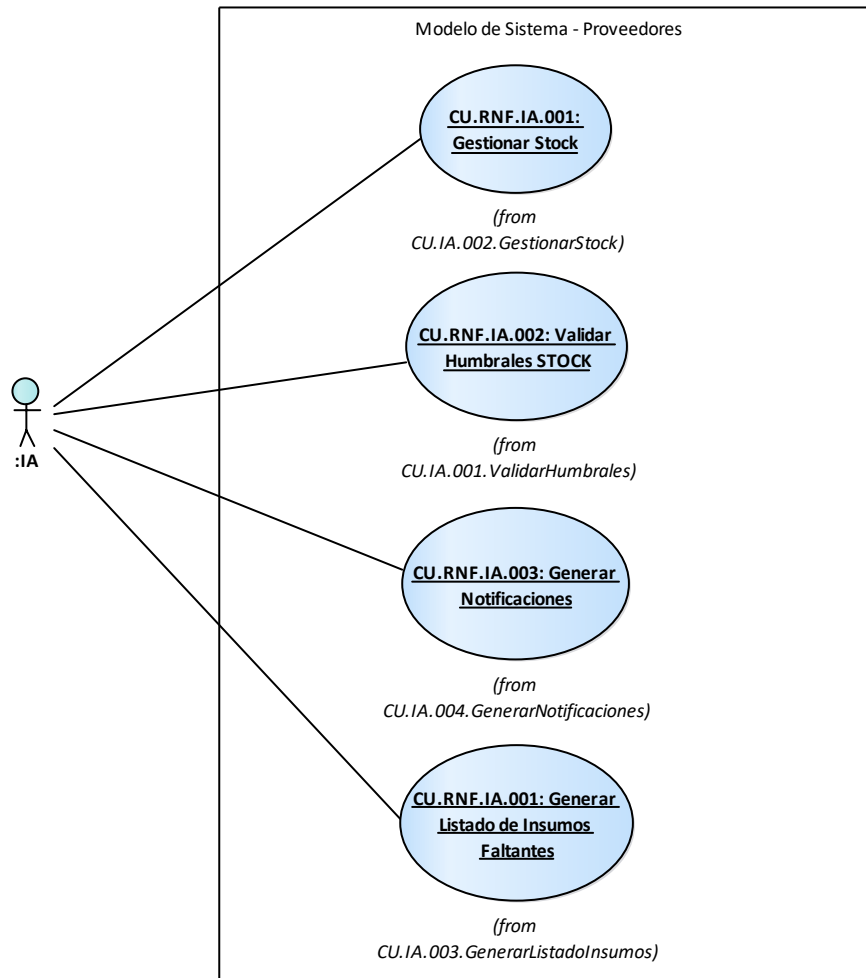 Modelo de Sistema - Proveedores
CU.RNF.IA.001:
Gestionar Stock
(from
CU.IA.002.GestionarStock)
CU.RNF.IA.002: Validar
Humbrales STOCK
(from
CU.IA.001.ValidarHumbrales)
:IA
CU.RNF.IA.003: Generar
Notificaciones
(from
CU.IA.004.GenerarNotificaciones)
CU.RNF.IA.001: Generar
Listado de Insumos
Faltantes
(from
CU.IA.003.GenerarListadoInsumos)